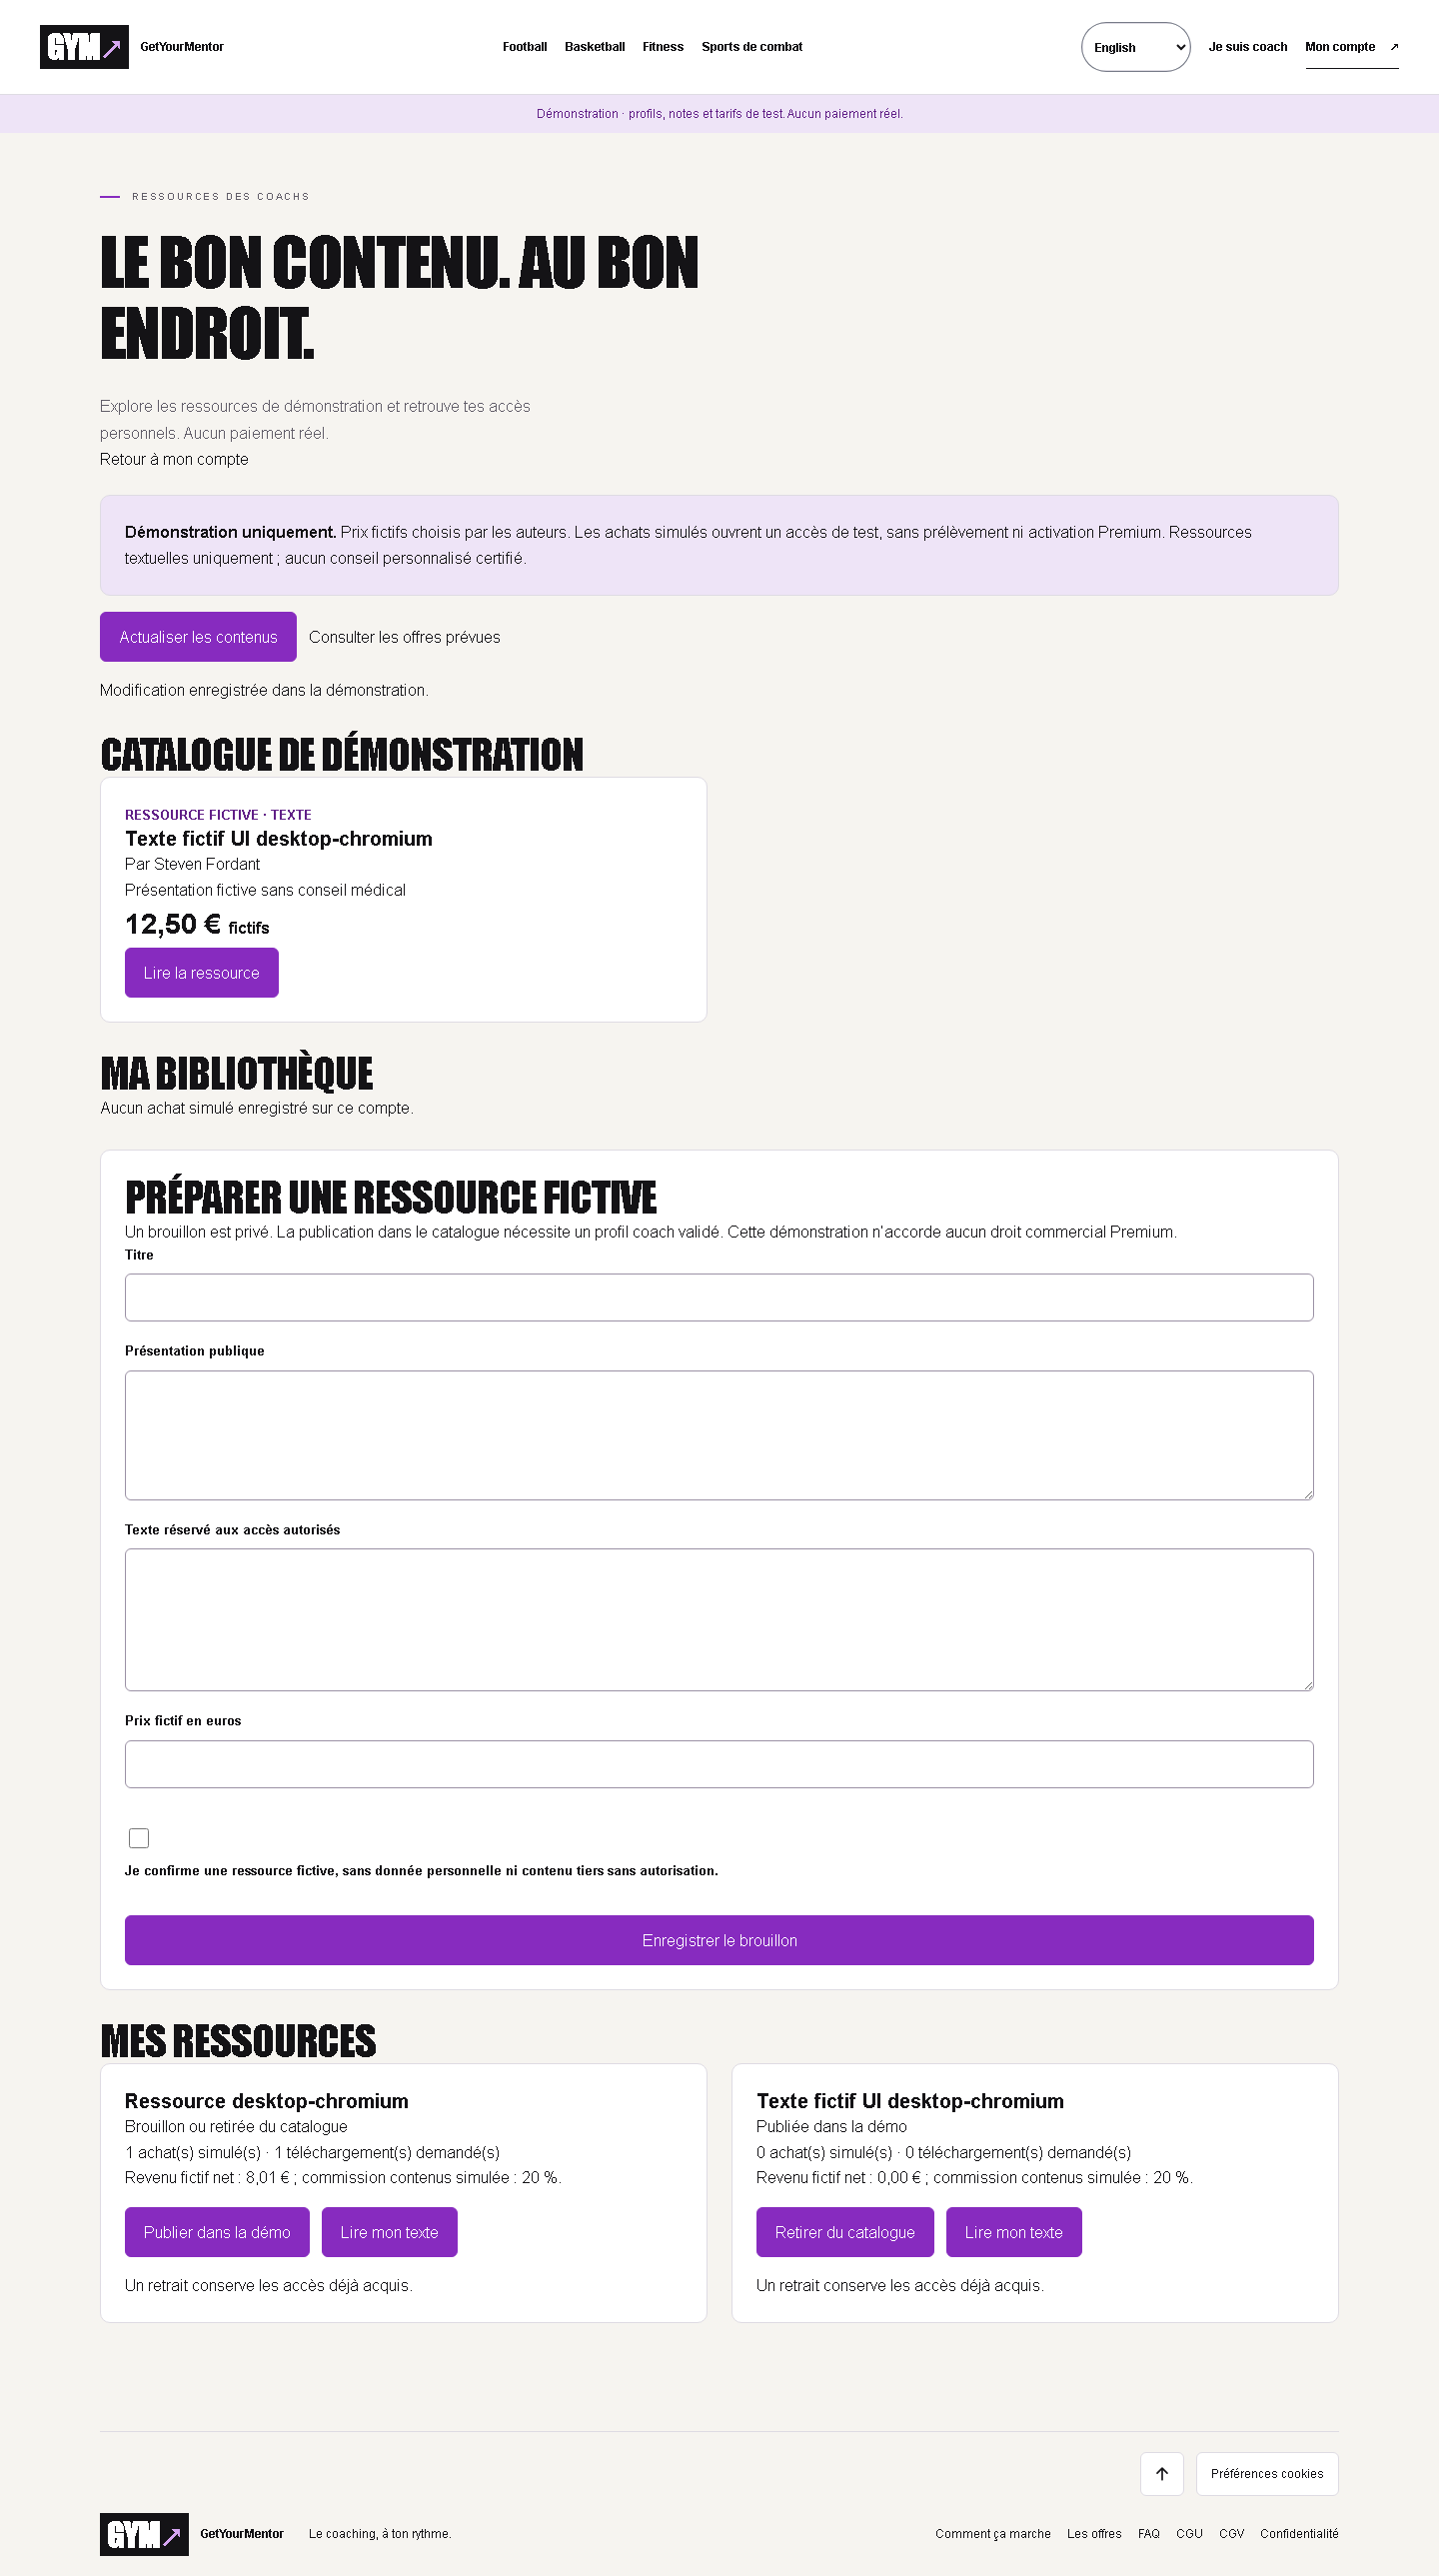 GYM↗ GetYourMentor
Football Basketball Fitness Sports de combat
English Je suis coach Mon compte ↗
Démonstration · profils, notes et tarifs de test. Aucun paiement réel.
RESSOURCES DES COACHS
LE BON CONTENU. AU BON
ENDROIT.
Explore les ressources de démonstration et retrouve tes accès
personnels. Aucun paiement réel.
Retour à mon compte
Démonstration uniquement. Prix fictifs choisis par les auteurs. Les achats simulés ouvrent un accès de test, sans prélèvement ni activation Premium. Ressources
textuelles uniquement ; aucun conseil personnalisé certifié.
Actualiser les contenus Consulter les offres prévues
Modification enregistrée dans la démonstration.
CATALOGUE DE DÉMONSTRATION
RESSOURCE FICTIVE · TEXTE
Texte fictif UI desktop-chromium
Par Steven Fordant
Présentation fictive sans conseil médical
12,50 € fictifs
Lire la ressource
MA BIBLIOTHÈQUE
Aucun achat simulé enregistré sur ce compte.
PRÉPARER UNE RESSOURCE FICTIVE
Un brouillon est privé. La publication dans le catalogue nécessite un profil coach validé. Cette démonstration n'accorde aucun droit commercial Premium.
Titre
Présentation publique
Texte réservé aux accès autorisés
Prix fictif en euros
Je confirme une ressource fictive, sans donnée personnelle ni contenu tiers sans autorisation.
Enregistrer le brouillon
MES RESSOURCES
Ressource desktop-chromium
Brouillon ou retirée du catalogue
1 achat(s) simulé(s) · 1 téléchargement(s) demandé(s)
Revenu fictif net : 8,01 € ; commission contenus simulée : 20 %.
Publier dans la démo Lire mon texte
Un retrait conserve les accès déjà acquis.
Texte fictif UI desktop-chromium
Publiée dans la démo
0 achat(s) simulé(s) · 0 téléchargement(s) demandé(s)
Revenu fictif net : 0,00 € ; commission contenus simulée : 20 %.
Retirer du catalogue Lire mon texte
Un retrait conserve les accès déjà acquis.
↑ Préférences cookies
GYM↗ GetYourMentor Le coaching, à ton rythme.
Comment ça marche Les offres FAQ CGU CGV Confidentialité